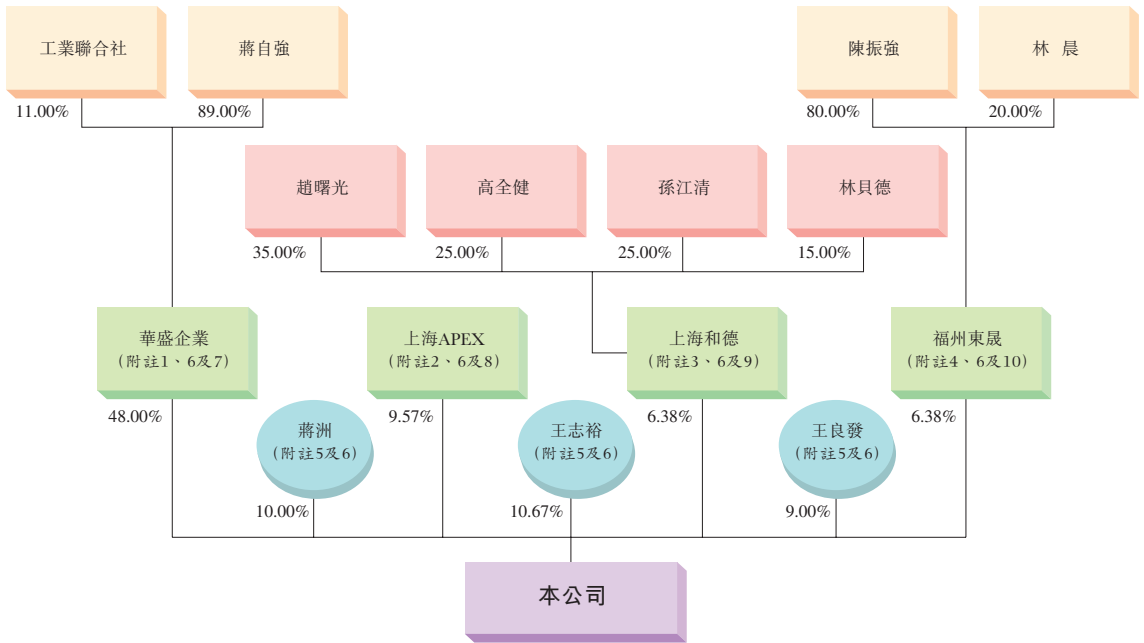 工業聯合社
蔣自強
陳振強
林 晨
11.00%
89.00%
80.00%
20.00%
趙曙光
高全健
孫江清
林貝德
35.00%
25.00%
25.00%
15.00%
華盛企業
(附註1、6及7)
上海APEX
(附註2、6及8)
上海和德
(附註3、6及9)
福州東晟
(附註4、6及10)
48.00%
9.57%
6.38%
6.38%
蔣洲
(附註5及6)
王志裕
(附註5及6)
王良發
(附註5及6)
10.00%
10.67%
9.00%
本公司